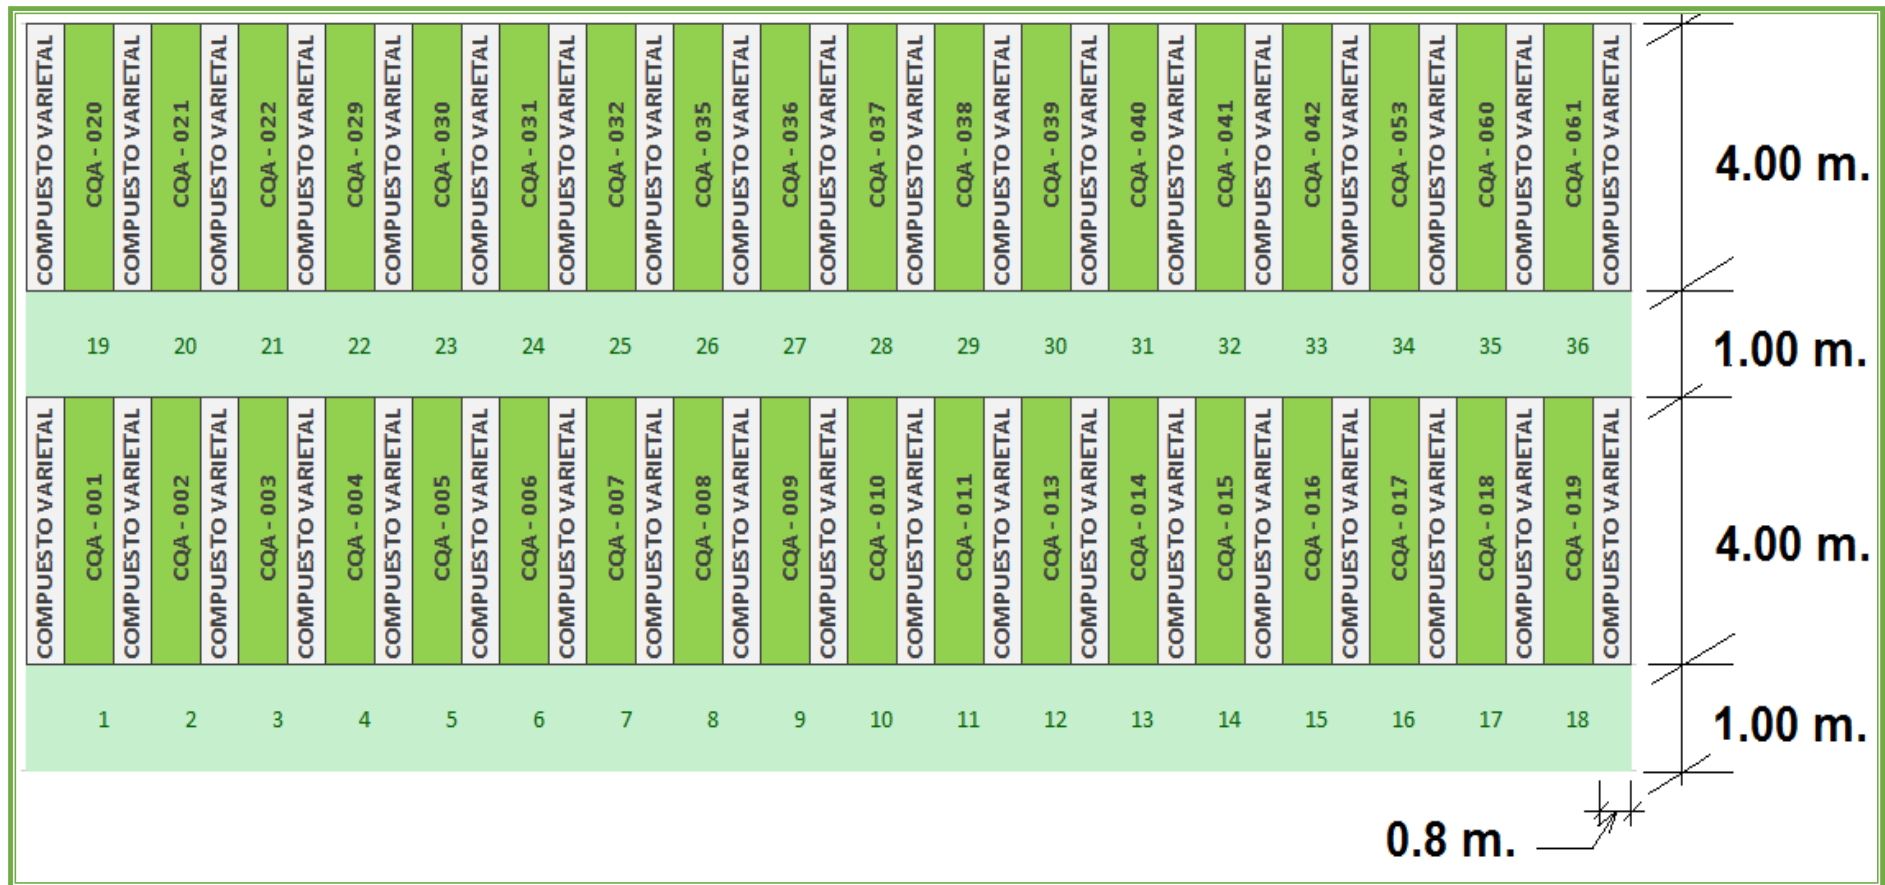 COMPUESTO VARIETAL
CQA - 020
COMPUESTO VARIETAL
CQA - 021
COMPUESTO VARIETAL
CQA - 022
COMPUESTO VARIETAL
CQA - 029
COMPUESTO VARIETAL
CQA - 030
COMPUESTO VARIETAL
CQA - 031
COMPUESTO VARIETAL
CQA - 032
COMPUESTO VARIETAL
CQA - 035
COMPUESTO VARIETAL
CQA - 036
COMPUESTO VARIETAL
CQA - 037
COMPUESTO VARIETAL
CQA - 038
COMPUESTO VARIETAL
CQA - 039
COMPUESTO VARIETAL
CQA - 040
COMPUESTO VARIETAL
CQA - 041
COMPUESTO VARIETAL
CQA - 042
COMPUESTO VARIETAL
CQA - 053
COMPUESTO VARIETAL
CQA - 060
COMPUESTO VARIETAL
CQA - 061
COMPUESTO VARIETAL
4.00 m.
19 20 21 22 23 24 25 26 27 28 29 30 31 32 33 34 35 36
1.00 m.
COMPUESTO VARIETAL
CQA - 001
COMPUESTO VARIETAL
CQA - 002
COMPUESTO VARIETAL
CQA - 003
COMPUESTO VARIETAL
CQA - 004
COMPUESTO VARIETAL
CQA - 005
COMPUESTO VARIETAL
CQA - 006
COMPUESTO VARIETAL
CQA - 007
COMPUESTO VARIETAL
CQA - 008
COMPUESTO VARIETAL
CQA - 009
COMPUESTO VARIETAL
CQA - 010
COMPUESTO VARIETAL
CQA - 011
COMPUESTO VARIETAL
CQA - 013
COMPUESTO VARIETAL
CQA - 014
COMPUESTO VARIETAL
CQA - 015
COMPUESTO VARIETAL
CQA - 016
COMPUESTO VARIETAL
CQA - 017
COMPUESTO VARIETAL
CQA - 018
COMPUESTO VARIETAL
CQA - 019
COMPUESTO VARIETAL
4.00 m.
1 2 3 4 5 6 7 8 9 10 11 12 13 14 15 16 17 18
1.00 m.
0.8 m.